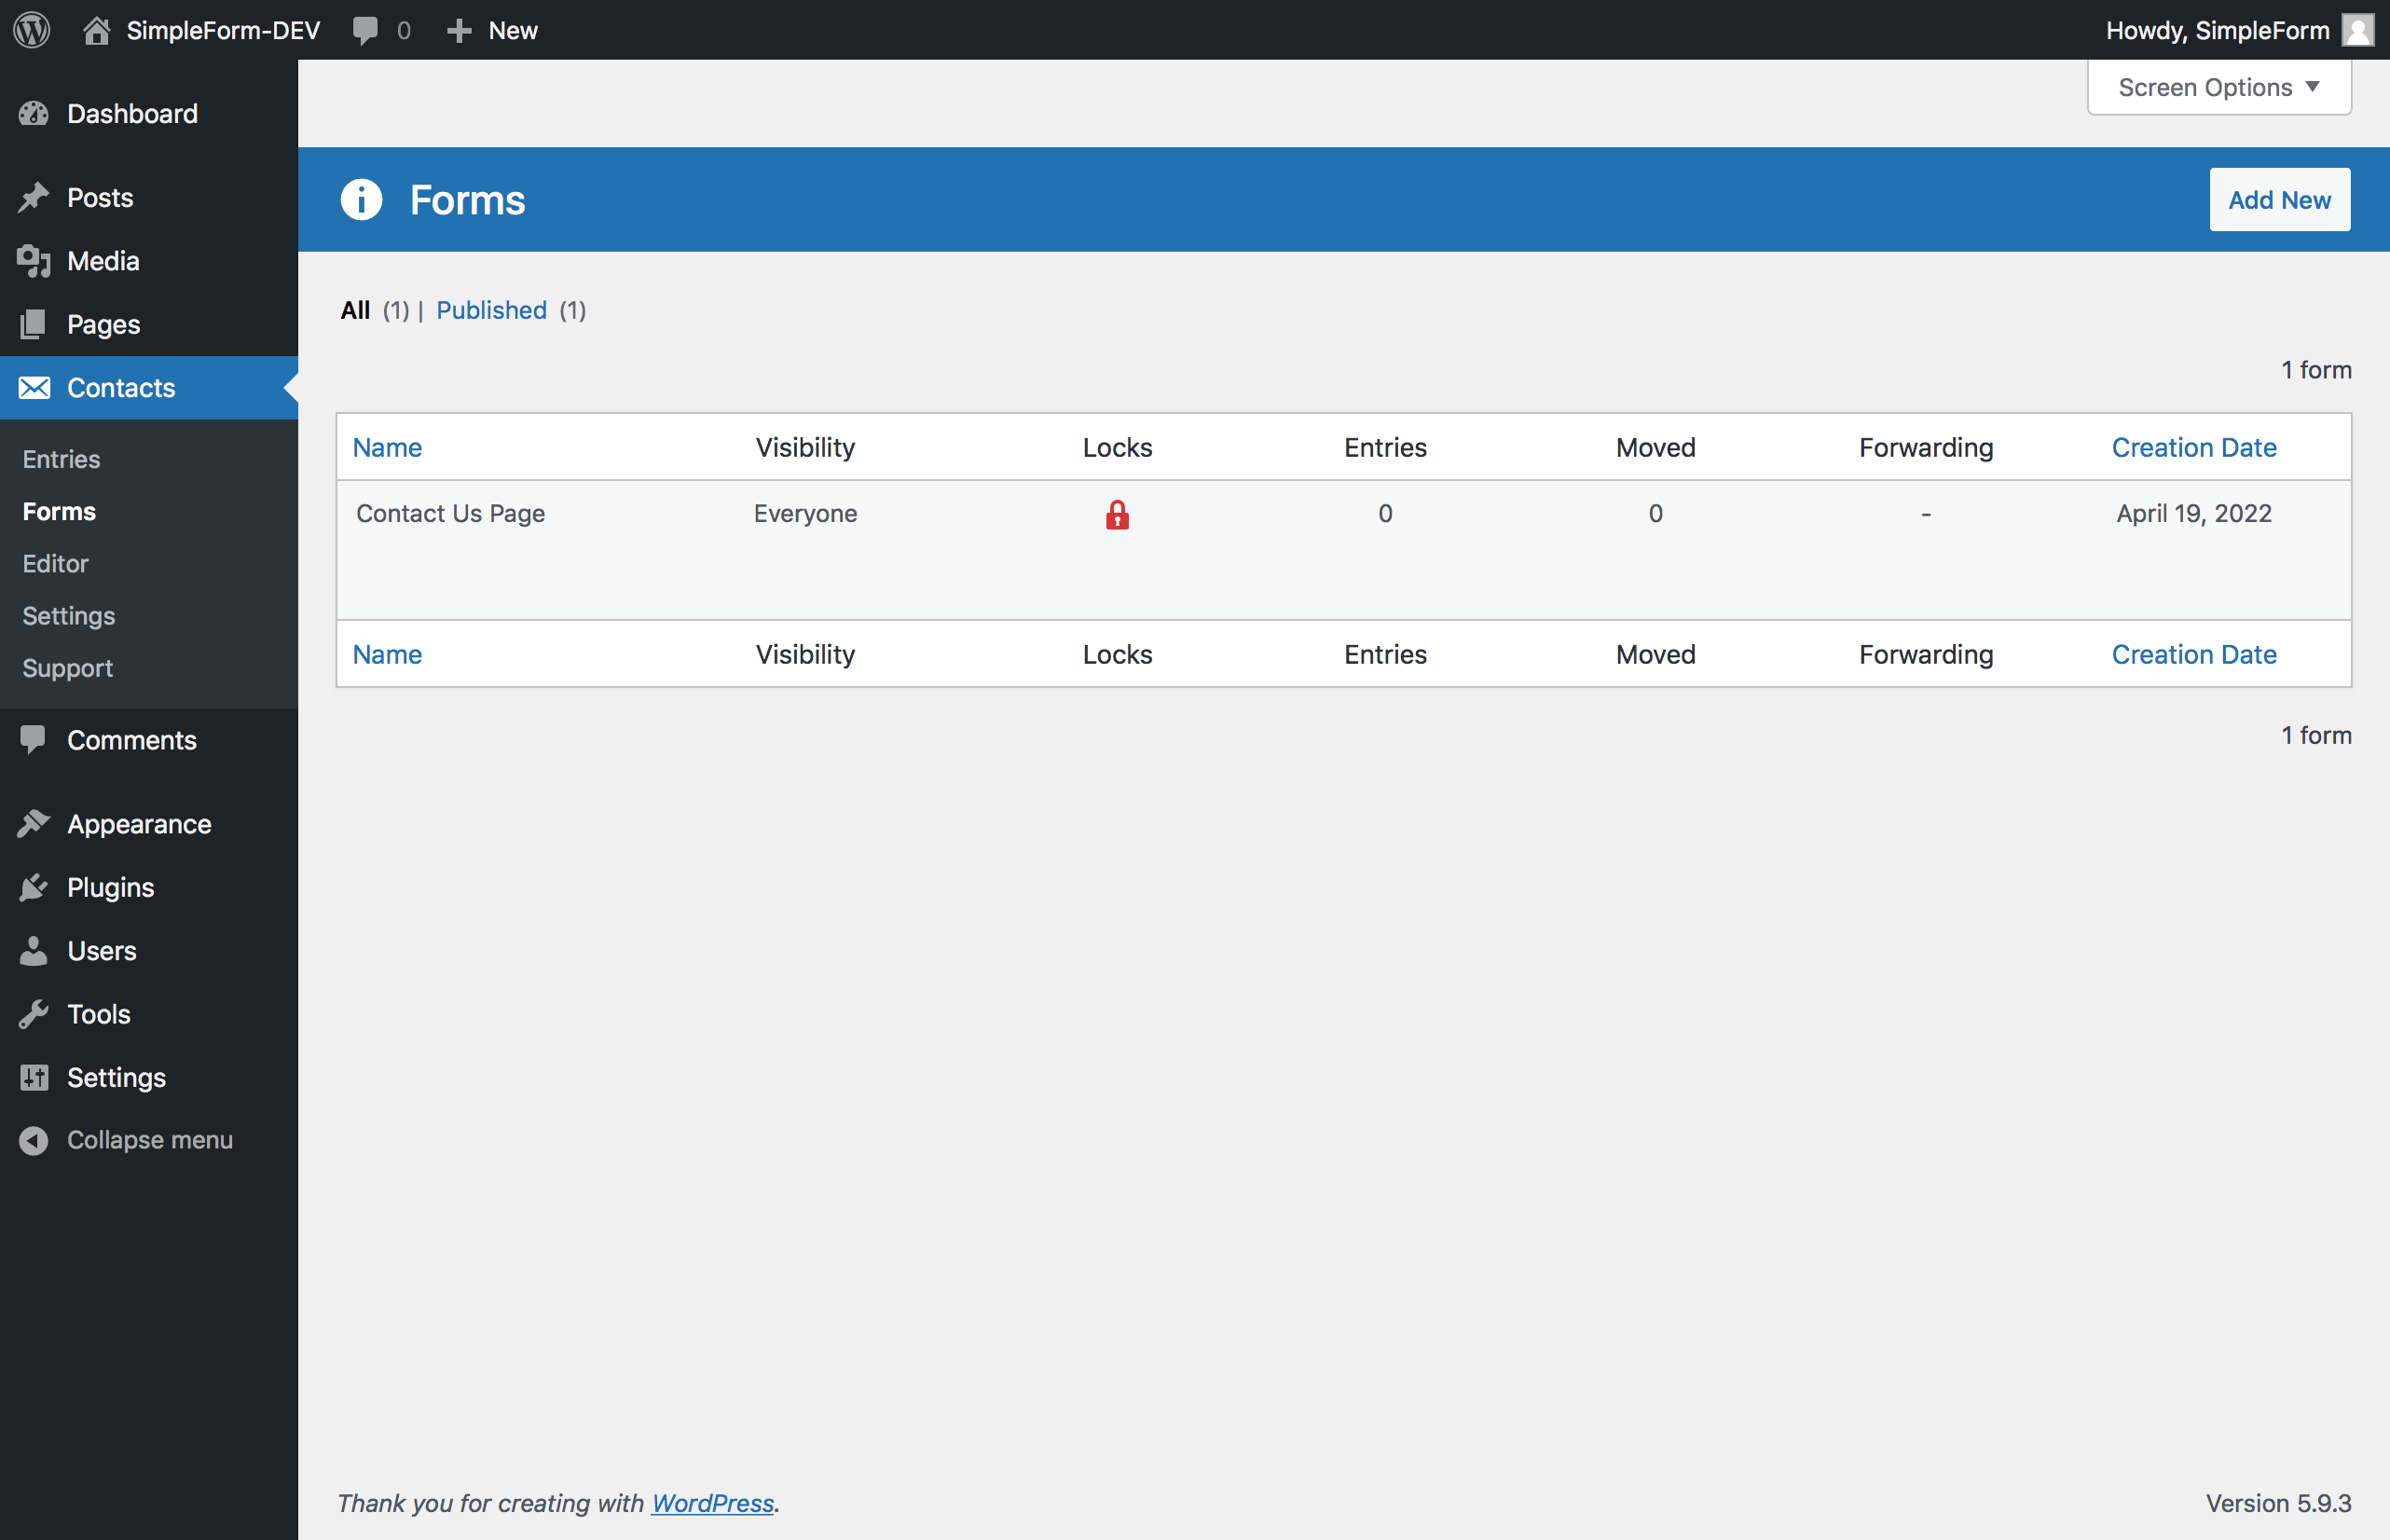 SimpleForm-DEV 0 New Howdy, SimpleForm
Screen Options
Dashboard
Posts
Media
Pages
Contacts
Entries
Forms
Editor
Settings
Support
Comments
Appearance
Plugins
Users
Tools
Settings
Collapse menu
Forms Add New
All (1) | Published (1)
1 form
Name Visibility Locks Entries Moved Forwarding Creation Date
Contact Us Page Everyone 0 0 - April 19, 2022
Name Visibility Locks Entries Moved Forwarding Creation Date
1 form
Thank you for creating with WordPress. Version 5.9.3